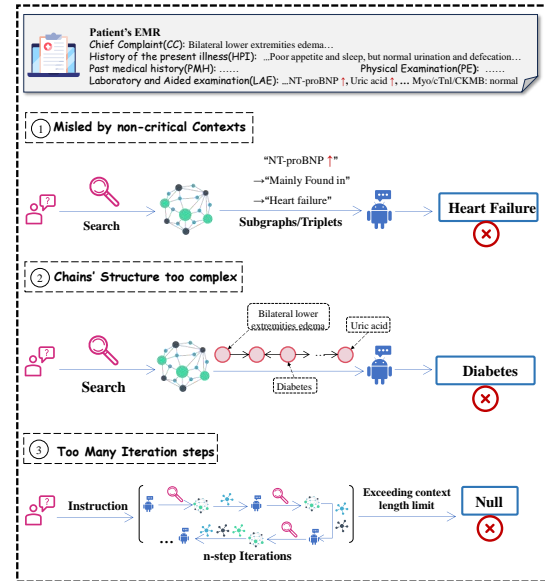 Patient's EMR
Chief Complaint(CC): Bilateral lower extremities edema…
History of the present illness(HPI): ...Poor appetite and sleep, but normal urination and defecation…
Past medical history(PMH): …… Physical Examination(PE): ……
Laboratory and Aided examination(LAE): ...NT-proBNP ↑, Uric acid ↑, … Myo/cTnl/CKMB: normal
1 Misled by non-critical Contexts
"NT-proBNP ↑"
→"Mainly Found in"
→"Heart failure"
Search
Subgraphs/Triplets
Heart Failure
2 Chains' Structure too complex
Bilateral lower
extremities edema
Uric acid
...
Diabetes
Search
Diabetes
3 Too Many Iteration steps
Instruction
Exceeding context
length limit
Null
...
n-step Iterations